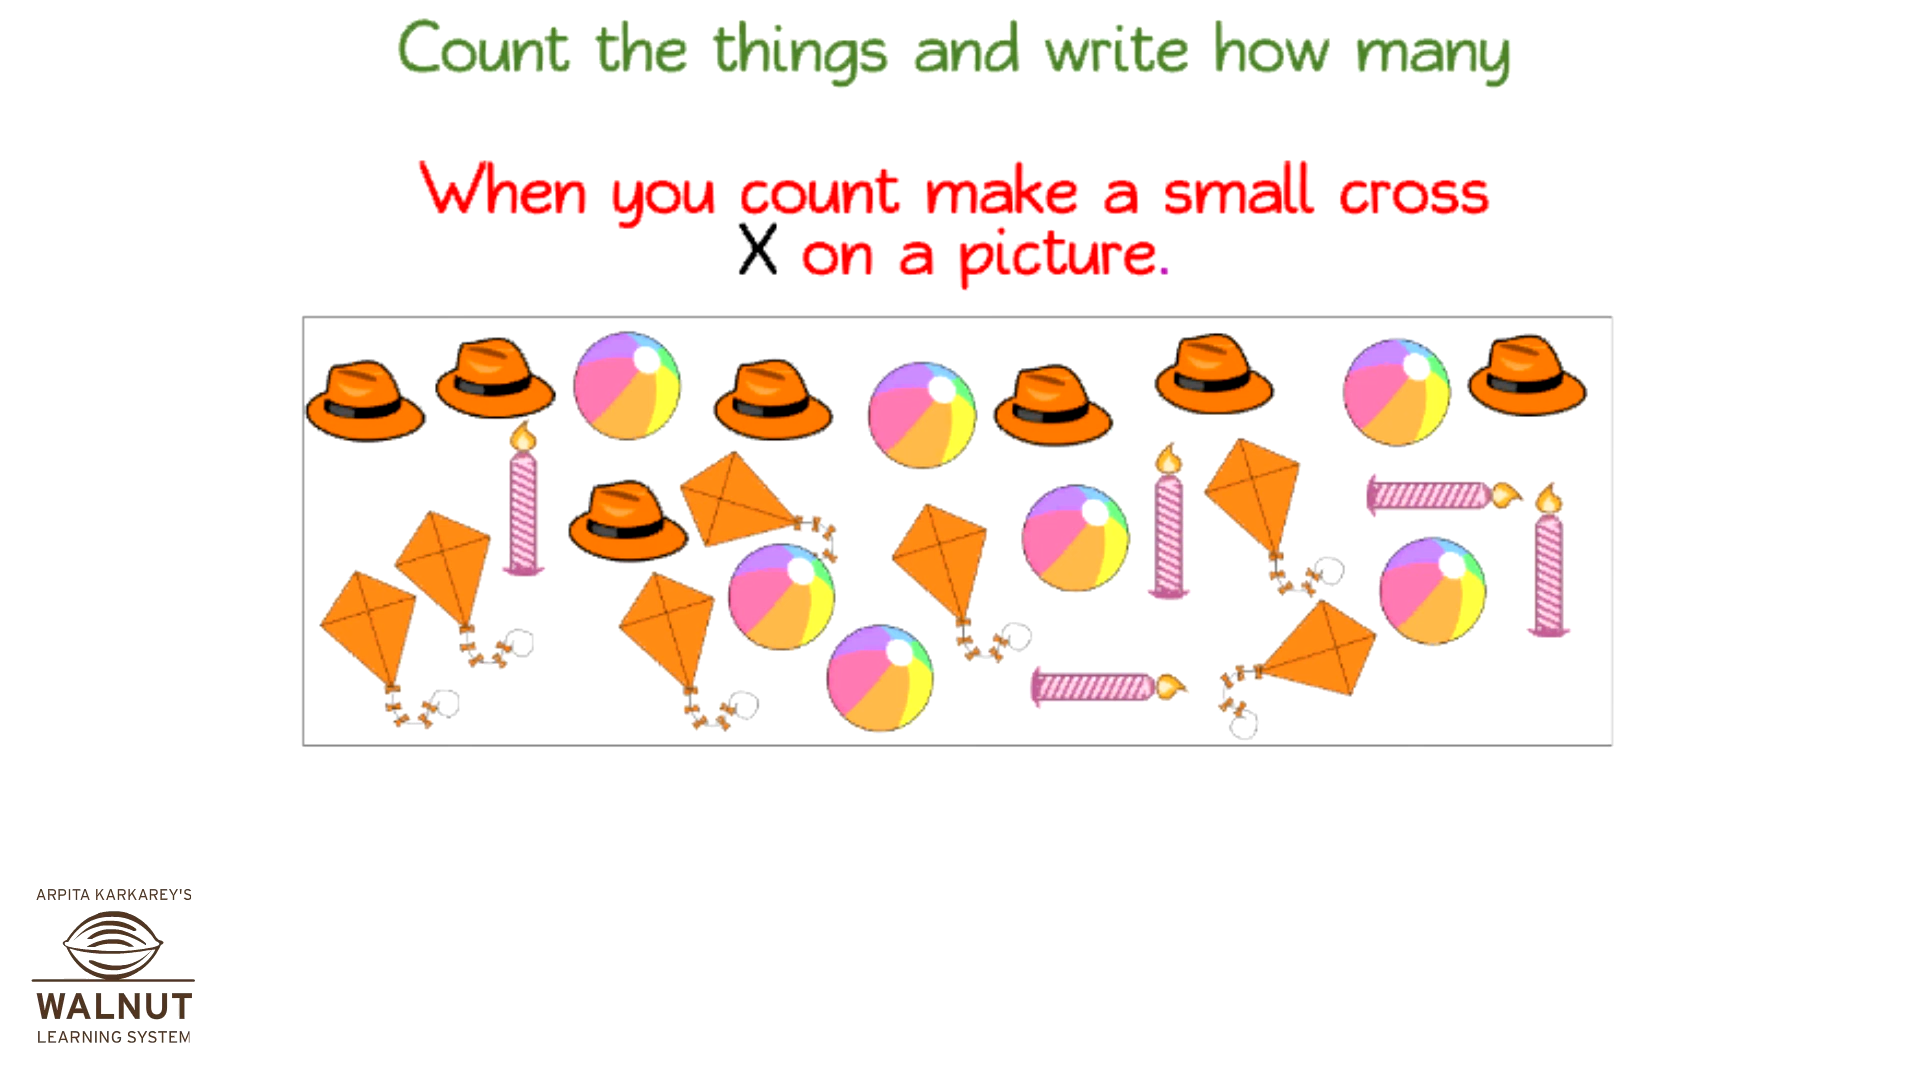 Count the things and write how many
When you count make a small cross
X on a picture.
ARPITA KARKAREY'S
WALNUT
LEARNING SYSTEM